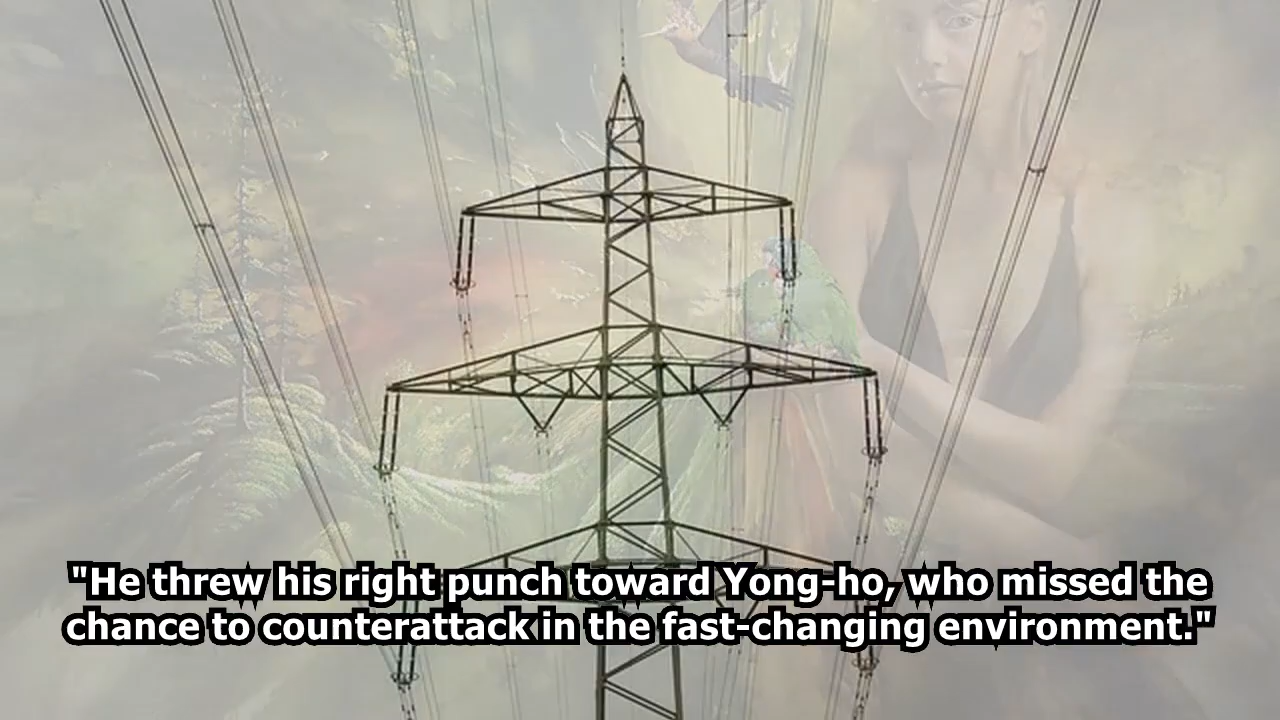 "He threw his right punch toward Yong-ho, who missed the
chance to counterattack in the fast-changing environment."